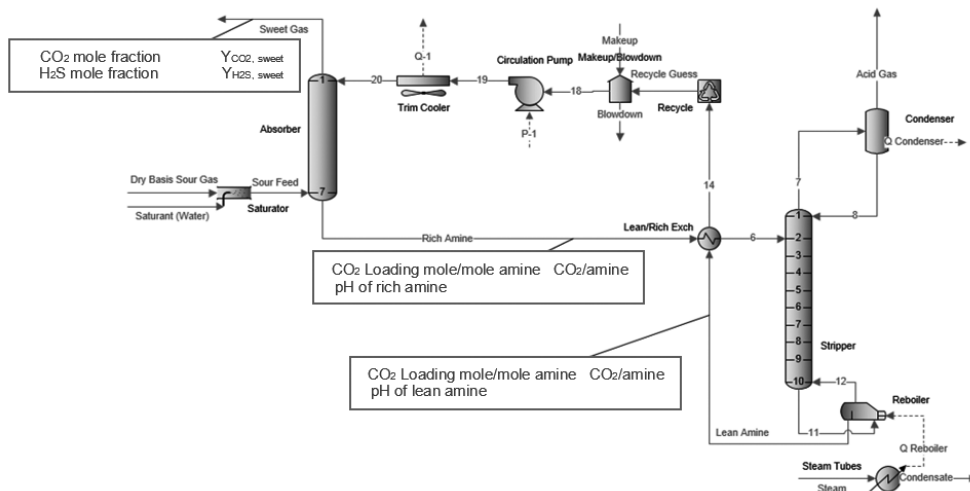 Sweet Gas
CO₂ mole fraction Y_CO2, sweet
H₂S mole fraction Y_H2S, sweet
1
Absorber
7
Dry Basis Sour Gas
Sour Feed
Saturant (Water)
Saturator
Q-1
20
Trim Cooler
19
Circulation Pump
P-1
18
Makeup
Makeup/Blowdown
Blowdown
Recycle Guess
Recycle
14
Rich Amine
Lean/Rich Exch
6
CO₂ Loading mole/mole amine CO₂/amine
pH of rich amine
CO₂ Loading mole/mole amine CO₂/amine
pH of lean amine
Acid Gas
Condenser
Q Condenser
7
8
1
2
3
4
5
6
7
8
9
10
Stripper
12
Reboiler
11
Lean Amine
Q Reboiler
Steam Tubes
Steam
Condensate